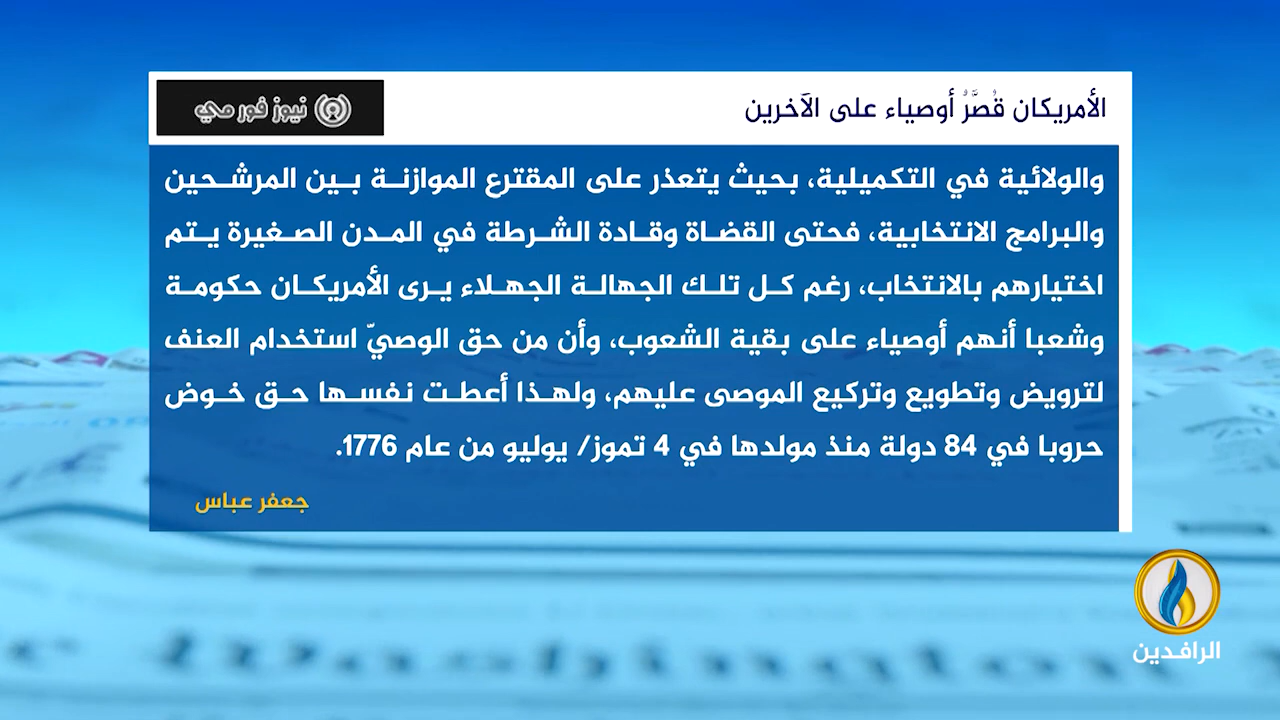 الأمريكان قُصَّرٌ أوصياء على الآخرين
نيوز فور مي
والولائية في التكميلية، بحيث يتعذر على المقترع الموازنة بين المرشحين
والبرامج الانتخابية، فحتى القضاة وقادة الشرطة في المدن الصغيرة يتم
اختيارهم بالانتخاب، رغم كل تلك الجهالة الجهلاء يرى الأمريكان حكومة
وشعبا أنهم أوصياء على بقية الشعوب، وأن من حق الوصيّ استخدام العنف
لترويض وتطويع وتركيع الموصى عليهم، ولهذا أعطت نفسها حق خوض
حروبا في 84 دولة منذ مولدها في 4 تموز/ يوليو من عام 1776.
جعفر عباس
الرافدين